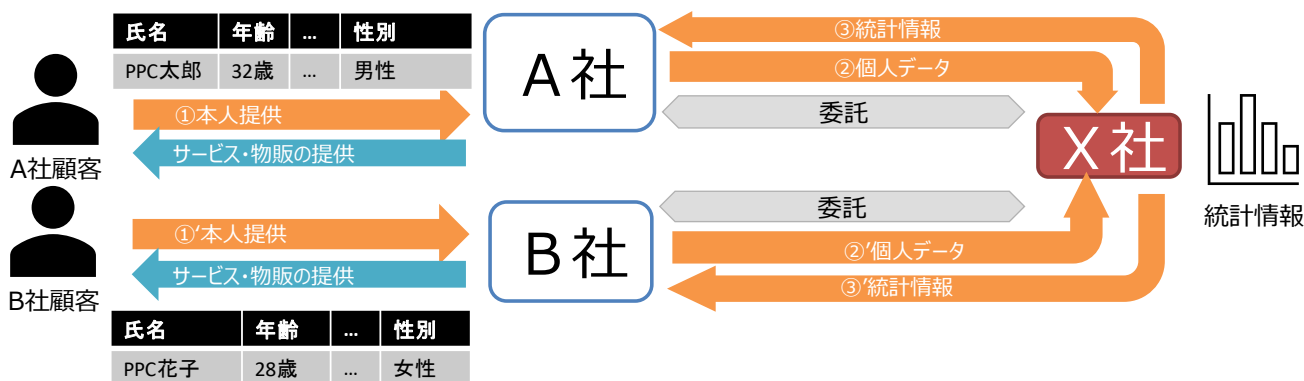 氏名 年齢 ... 性別
PPC太郎 32歳 ... 男性
A社顧客
①本人提供
サービス・物販の提供
A社
③統計情報
②個人データ
委託
X社
統計情報
B社顧客
①'本人提供
サービス・物販の提供
B社
委託
②'個人データ
③'統計情報
氏名 年齢 ... 性別
PPC花子 28歳 ... 女性